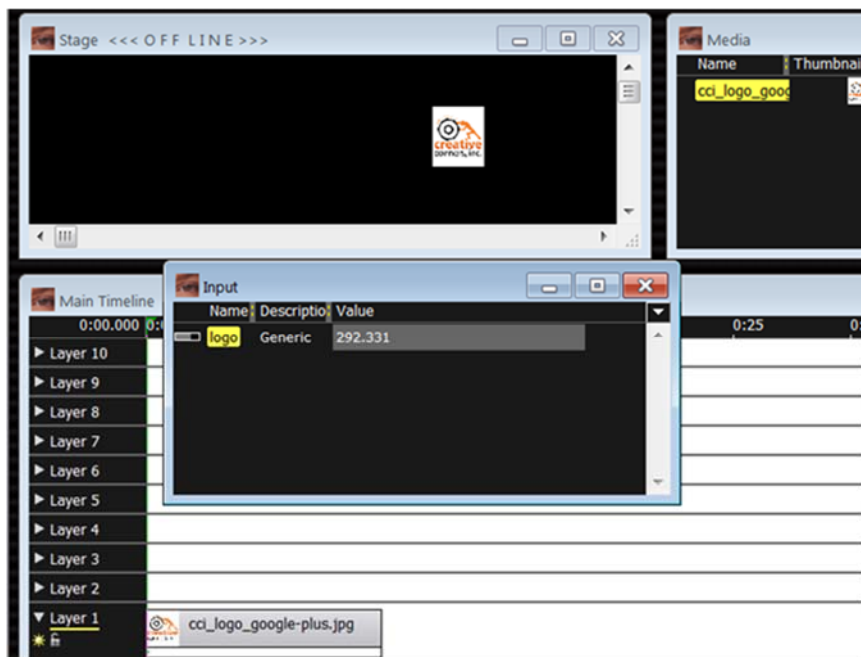 Stage <<< O F F L I N E >>>
creative
Media
Name Thumbnai
cci_logo_goog
Input
Name Descriptio Value
logo Generic 292.331
Main Timeline
0:00.000 0:25
Layer 10
Layer 9
Layer 8
Layer 7
Layer 6
Layer 5
Layer 4
Layer 3
Layer 2
Layer 1
cci_logo_google-plus.jpg